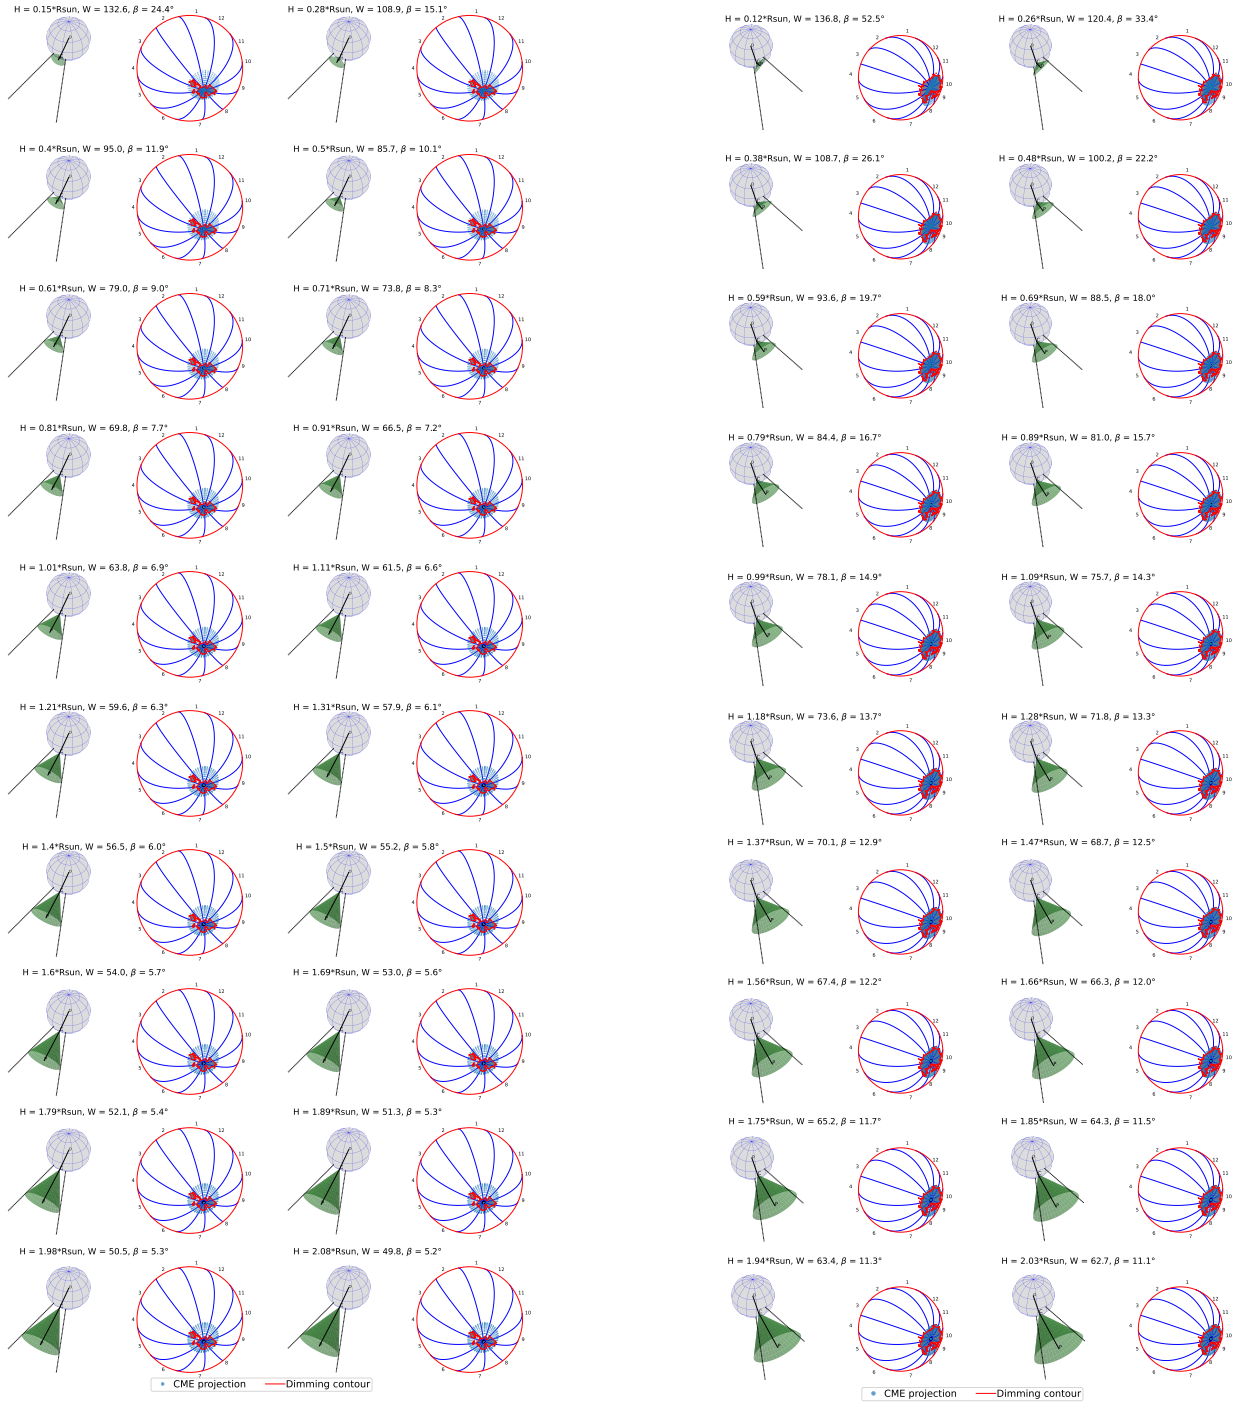 H = 0.15*Rsun, W = 132.6, β = 24.4°
H = 0.28*Rsun, W = 108.9, β = 15.1°
H = 0.4*Rsun, W = 95.0, β = 11.9°
H = 0.5*Rsun, W = 85.7, β = 10.1°
H = 0.61*Rsun, W = 79.0, β = 9.0°
H = 0.71*Rsun, W = 73.8, β = 8.3°
H = 0.81*Rsun, W = 69.8, β = 7.7°
H = 0.91*Rsun, W = 66.5, β = 7.2°
H = 1.01*Rsun, W = 63.8, β = 6.9°
H = 1.11*Rsun, W = 61.5, β = 6.6°
H = 1.21*Rsun, W = 59.6, β = 6.3°
H = 1.31*Rsun, W = 57.9, β = 6.1°
H = 1.4*Rsun, W = 56.5, β = 6.0°
H = 1.5*Rsun, W = 55.2, β = 5.8°
H = 1.6*Rsun, W = 54.0, β = 5.7°
H = 1.69*Rsun, W = 53.0, β = 5.6°
H = 1.79*Rsun, W = 52.1, β = 5.4°
H = 1.89*Rsun, W = 51.3, β = 5.3°
H = 1.98*Rsun, W = 50.5, β = 5.3°
H = 2.08*Rsun, W = 49.8, β = 5.2°
CME projection
Dimming contour
H = 0.12*Rsun, W = 136.8, β = 52.5°
H = 0.26*Rsun, W = 120.4, β = 33.4°
H = 0.38*Rsun, W = 108.7, β = 26.1°
H = 0.48*Rsun, W = 100.2, β = 22.2°
H = 0.59*Rsun, W = 93.6, β = 19.7°
H = 0.69*Rsun, W = 88.5, β = 18.0°
H = 0.79*Rsun, W = 84.4, β = 16.7°
H = 0.89*Rsun, W = 81.0, β = 15.7°
H = 0.99*Rsun, W = 78.1, β = 14.9°
H = 1.09*Rsun, W = 75.7, β = 14.3°
H = 1.18*Rsun, W = 73.6, β = 13.7°
H = 1.28*Rsun, W = 71.8, β = 13.3°
H = 1.37*Rsun, W = 70.1, β = 12.9°
H = 1.47*Rsun, W = 68.7, β = 12.5°
H = 1.56*Rsun, W = 67.4, β = 12.2°
H = 1.66*Rsun, W = 66.3, β = 12.0°
H = 1.75*Rsun, W = 65.2, β = 11.7°
H = 1.85*Rsun, W = 64.3, β = 11.5°
H = 1.94*Rsun, W = 63.4, β = 11.3°
H = 2.03*Rsun, W = 62.7, β = 11.1°
CME projection
Dimming contour